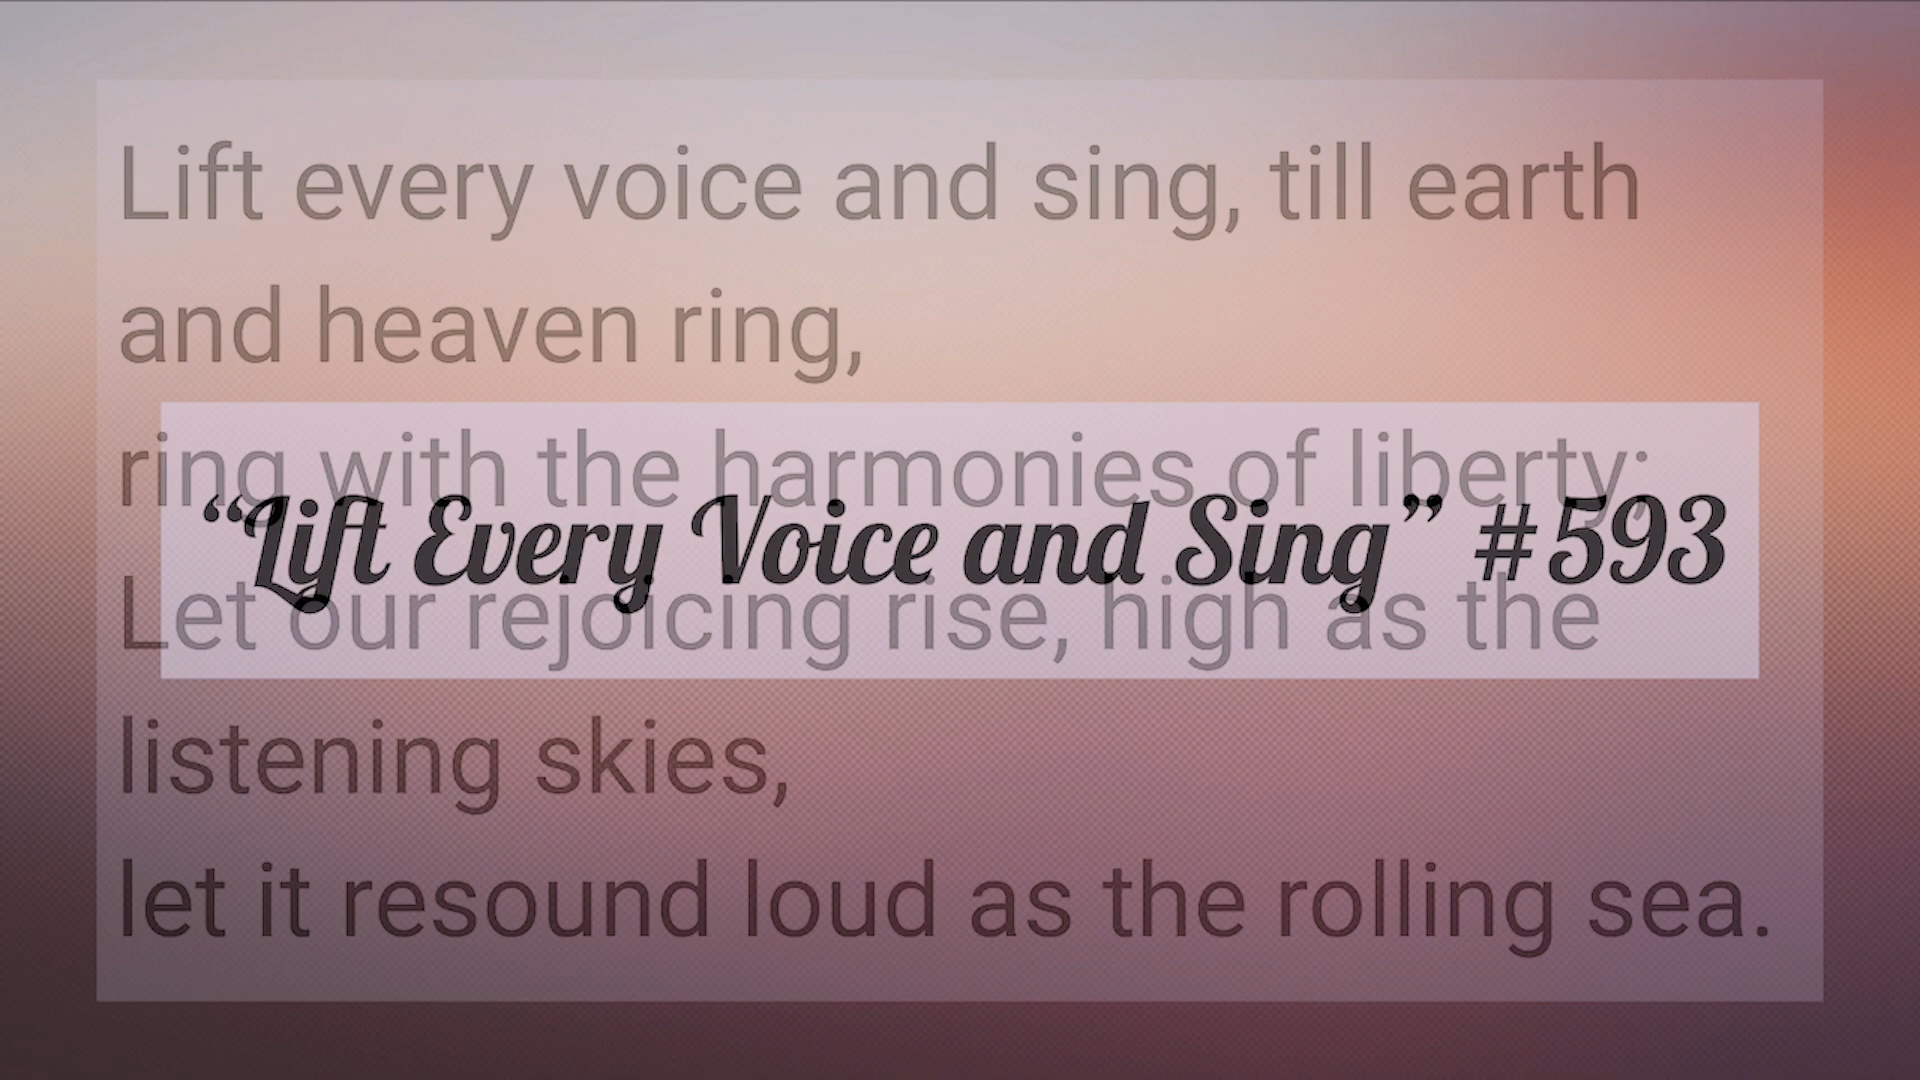 Lift every voice and sing, till earth
and heaven ring,
ring with the harmonies of liberty;
“Lift Every Voice and Sing” #593
Let our rejoicing rise, high as the
listening skies,
let it resound loud as the rolling sea.